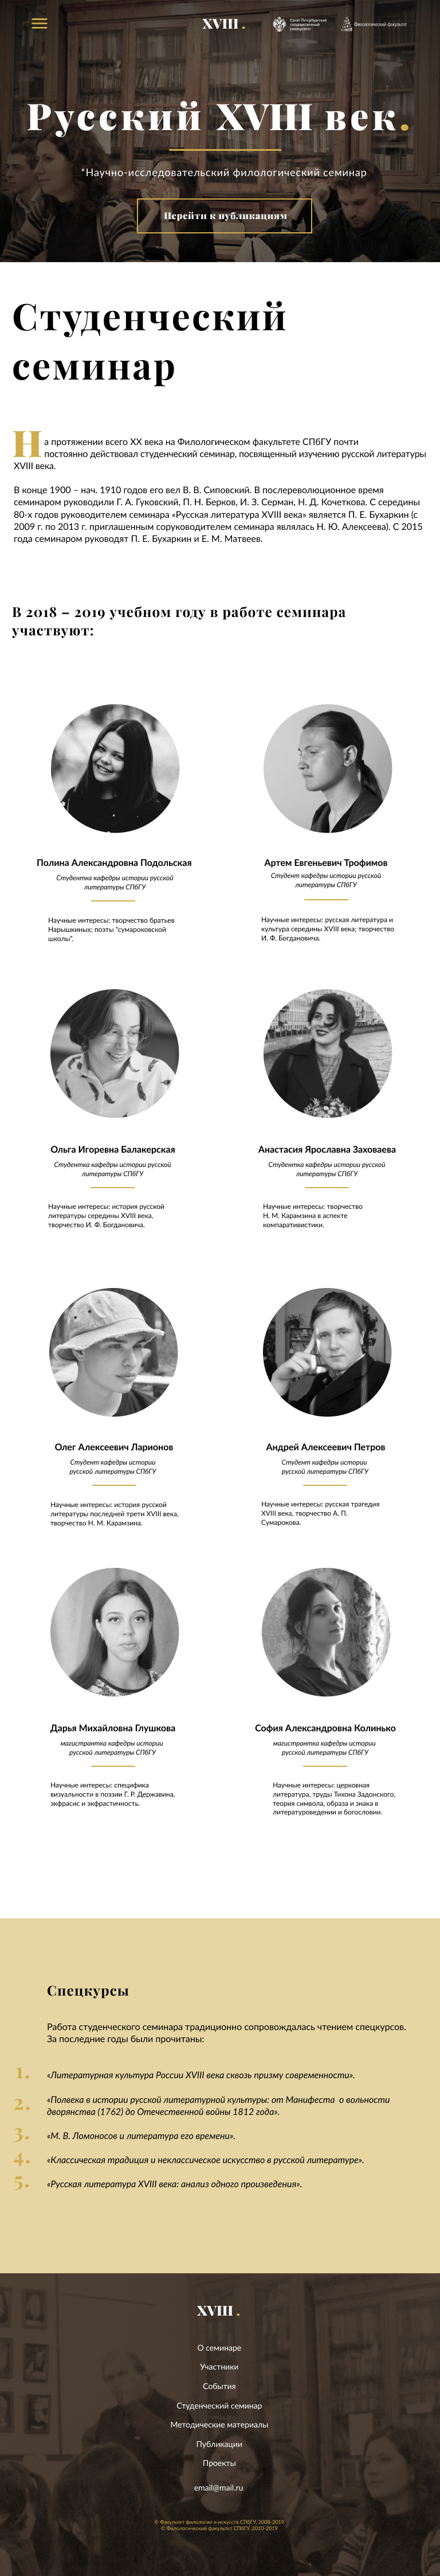 XVIII .
Санкт-Петербургский
государственный
университет
Филологический факультет
Русский XVIII век.
*Научно-исследовательский филологический семинар
Перейти к публикациям
Студенческий
семинар
На протяжении всего XX века на Филологическом факультете СПбГУ почти
постоянно действовал студенческий семинар, посвященный изучению русской литературы
XVIII века.
В конце 1900 – нач. 1910 годов его вел В. В. Сиповский. В послереволюционное время
семинаром руководили Г. А. Гуковский, П. Н. Берков, И. З. Серман, Н. Д. Кочеткова. С середины
80-х годов руководителем семинара «Русская литература XVIII века» является П. Е. Бухаркин (с
2009 г. по 2013 г. приглашенным соруководителем семинара являлась Н. Ю. Алексеева). С 2015
года семинаром руководят П. Е. Бухаркин и Е. М. Матвеев.
В 2018 – 2019 учебном году в работе семинара
участвуют:
Полина Александровна Подольская
Студентка кафедры истории русской
литературы СПбГУ
Научные интересы: творчество братьев
Нарышкиных; поэты "сумароковской
школы".
Артем Евгеньевич Трофимов
Студент кафедры истории русской
литературы СПбГУ
Научные интересы: русская литература и
культура середины XVIII века; творчество
И. Ф. Богдановича.
Ольга Игоревна Балакерская
Студентка кафедры истории русской
литературы СПбГУ
Научные интересы: история русской
литературы середины XVIII века,
творчество И. Ф. Богдановича.
Анастасия Ярославна Заховаева
Студентка кафедры истории русской
литературы СПбГУ
Научные интересы: творчество
Н. М. Карамзина в аспекте
компаративистики.
Олег Алексеевич Ларионов
Студент кафедры истории
русской литературы СПбГУ
Научные интересы: история русской
литературы последней трети XVIII века,
творчество Н. М. Карамзина.
Андрей Алексеевич Петров
Студент кафедры истории
русской литературы СПбГУ
Научные интересы: русская трагедия
XVIII века, творчество А. П.
Сумарокова.
Дарья Михайловна Глушкова
магистрантка кафедры истории
русской литературы СПбГУ
Научные интересы: специфика
визуальности в поэзии Г. Р. Державина,
экфрасис и экфрастичность.
София Александровна Колинько
магистрантка кафедры истории
русской литературы СПбГУ
Научные интересы: церковная
литература, труды Тихона Задонского,
теория символа, образа и знака в
литературоведении и богословии.
Спецкурсы
Работа студенческого семинара традиционно сопровождалась чтением спецкурсов.
За последние годы были прочитаны:
1. «Литературная культура России XVIII века сквозь призму современности».
2. «Полвека в истории русской литературной культуры: от Манифеста о вольности
дворянства (1762) до Отечественной войны 1812 года».
3. «М. В. Ломоносов и литература его времени».
4. «Классическая традиция и неклассическое искусство в русской литературе».
5. «Русская литература XVIII века: анализ одного произведения».
XVIII .
О семинаре
Участники
События
Студенческий семинар
Методические материалы
Публикации
Проекты
email@mail.ru
© Факультет филологии и искусств СПбГУ, 2008-2019
© Филологический факультет СПбГУ, 2010-2019